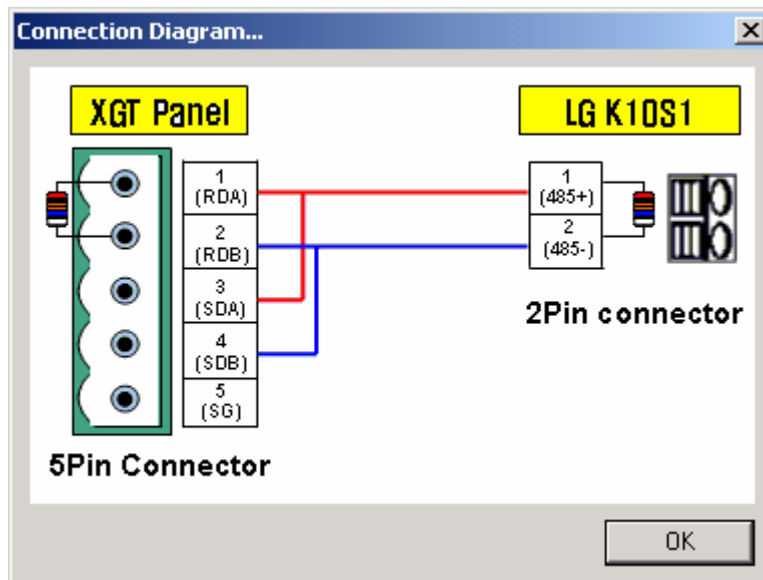 Connection Diagram...
XGT Panel
LG K10S1
1
(RDA)
2
(RDB)
3
(SDA)
4
(SDB)
5
(SG)
1
(485+)
2
(485-)
2Pin connector
5Pin Connector
OK